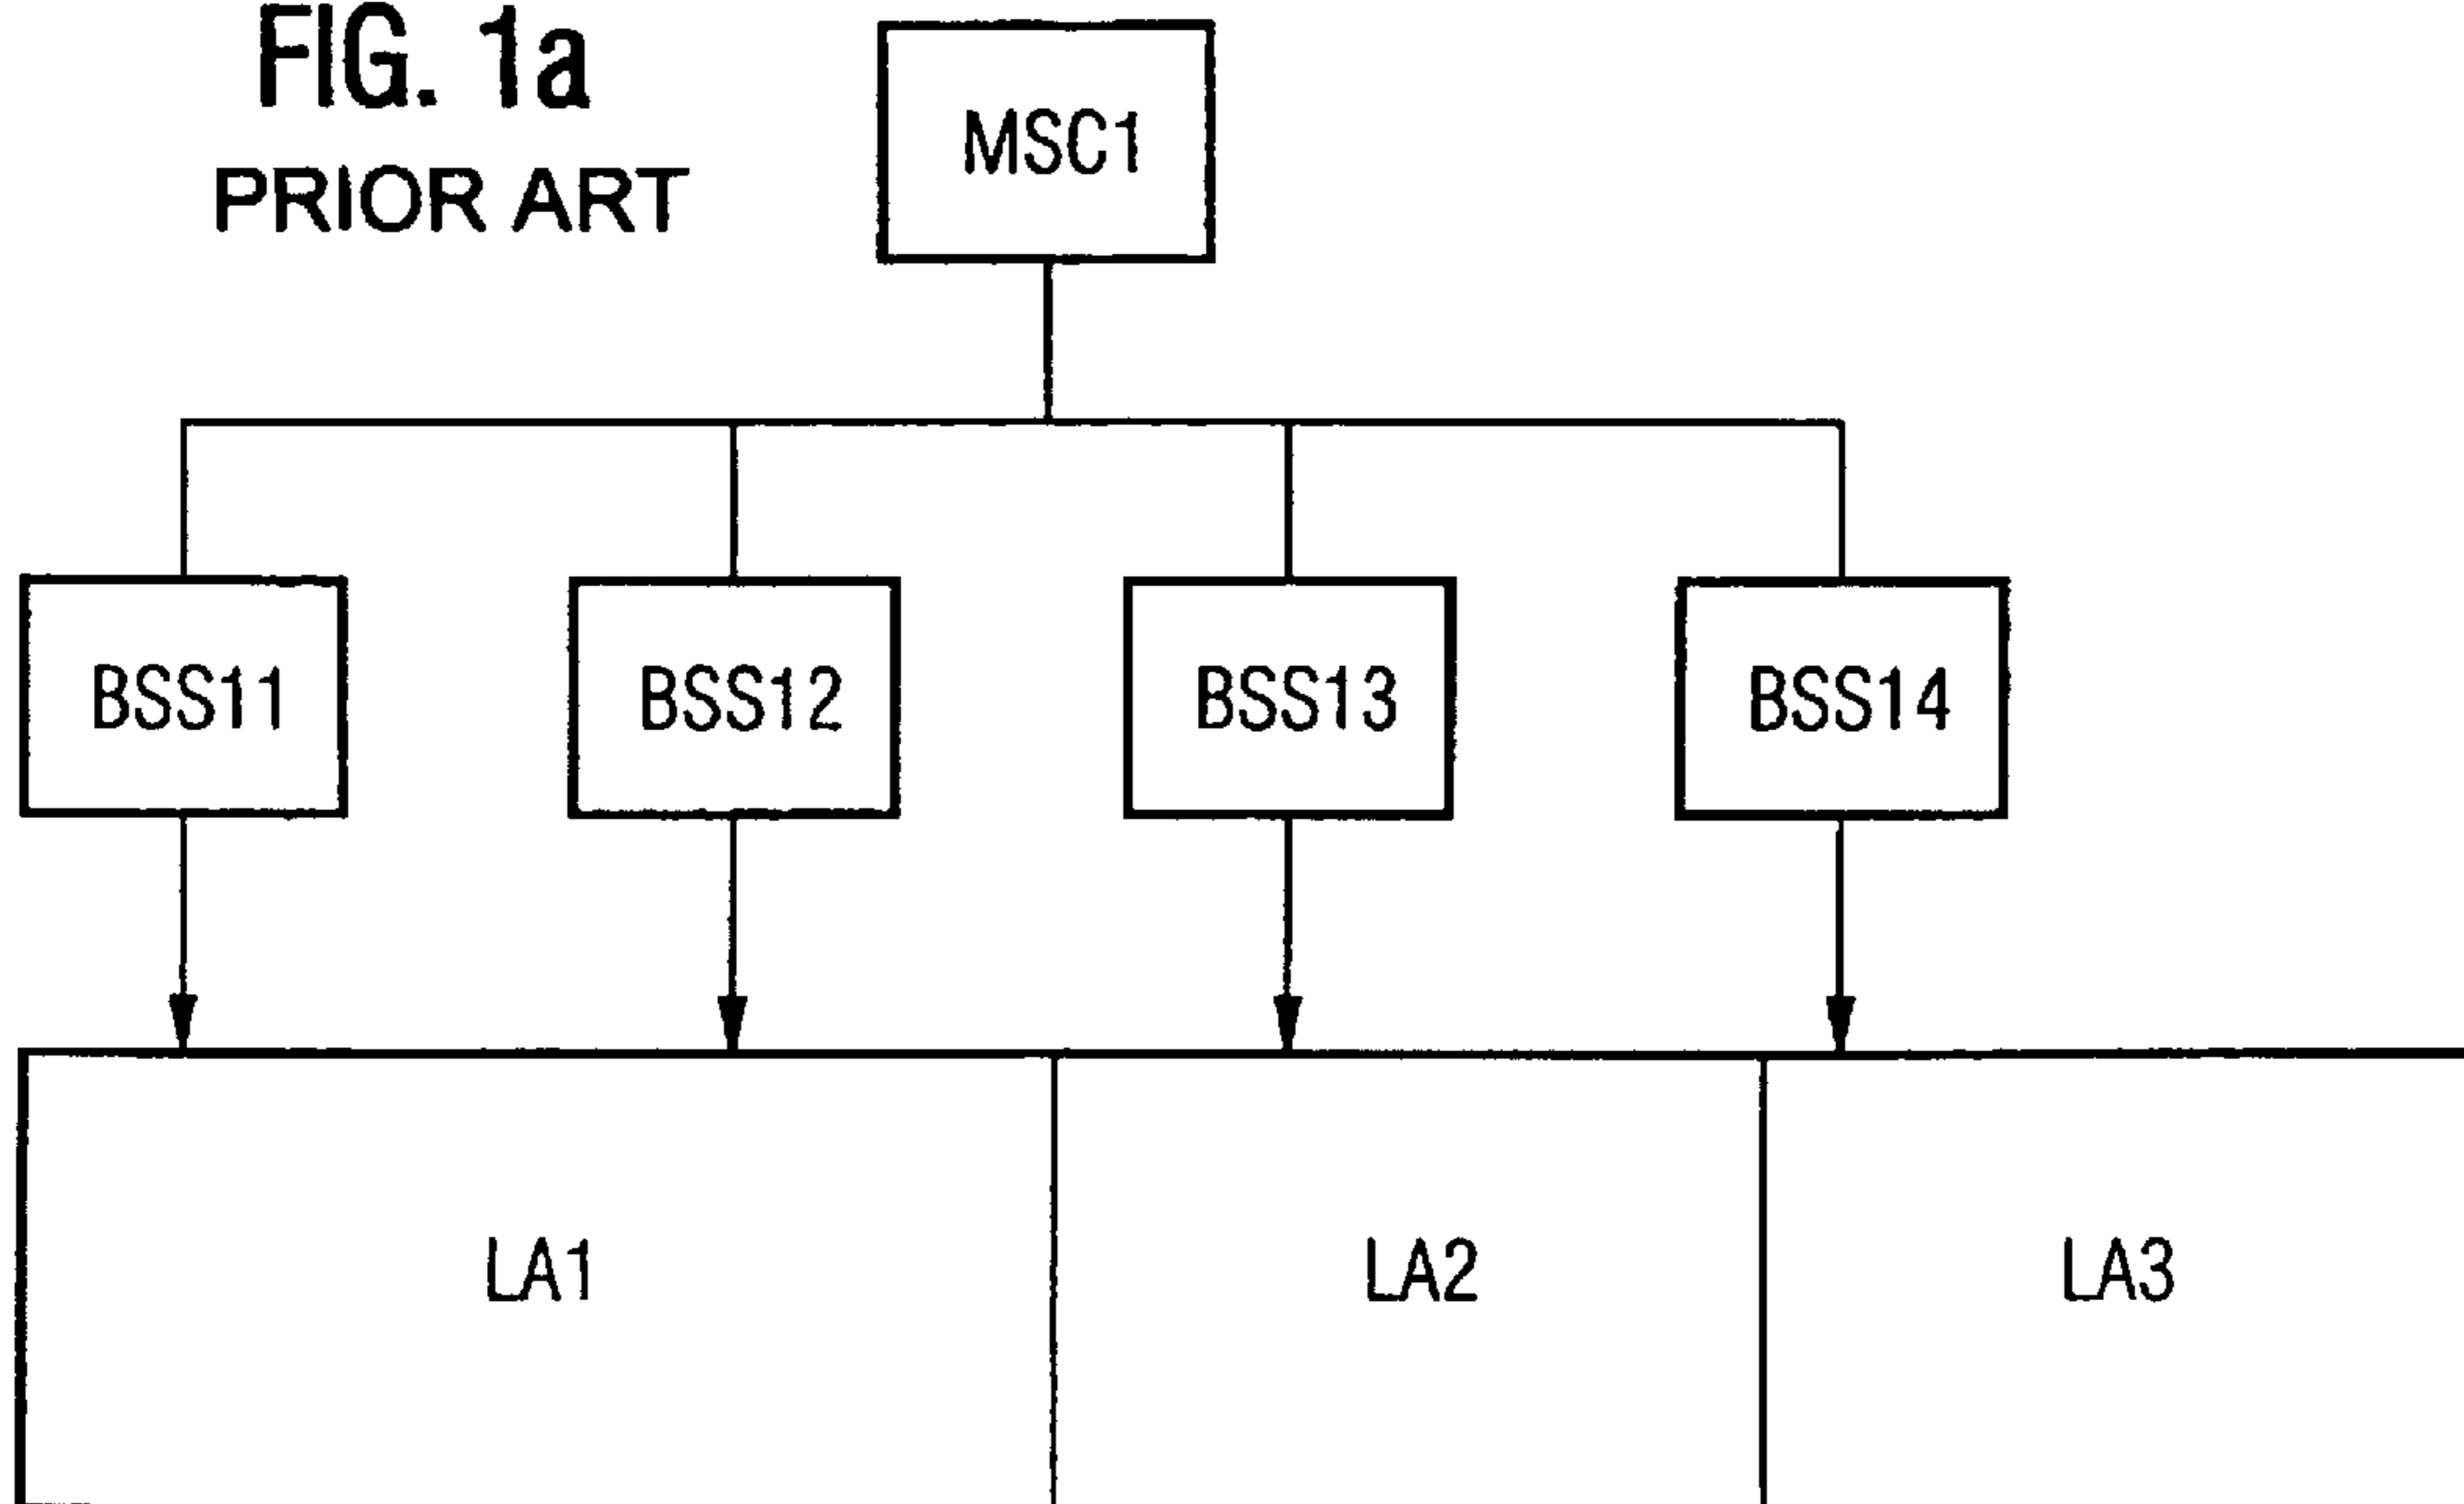 FIG. 1a
PRIOR ART
MSC1
BSS11
BSS12
BSS13
BSS14
LA1
LA2
LA3